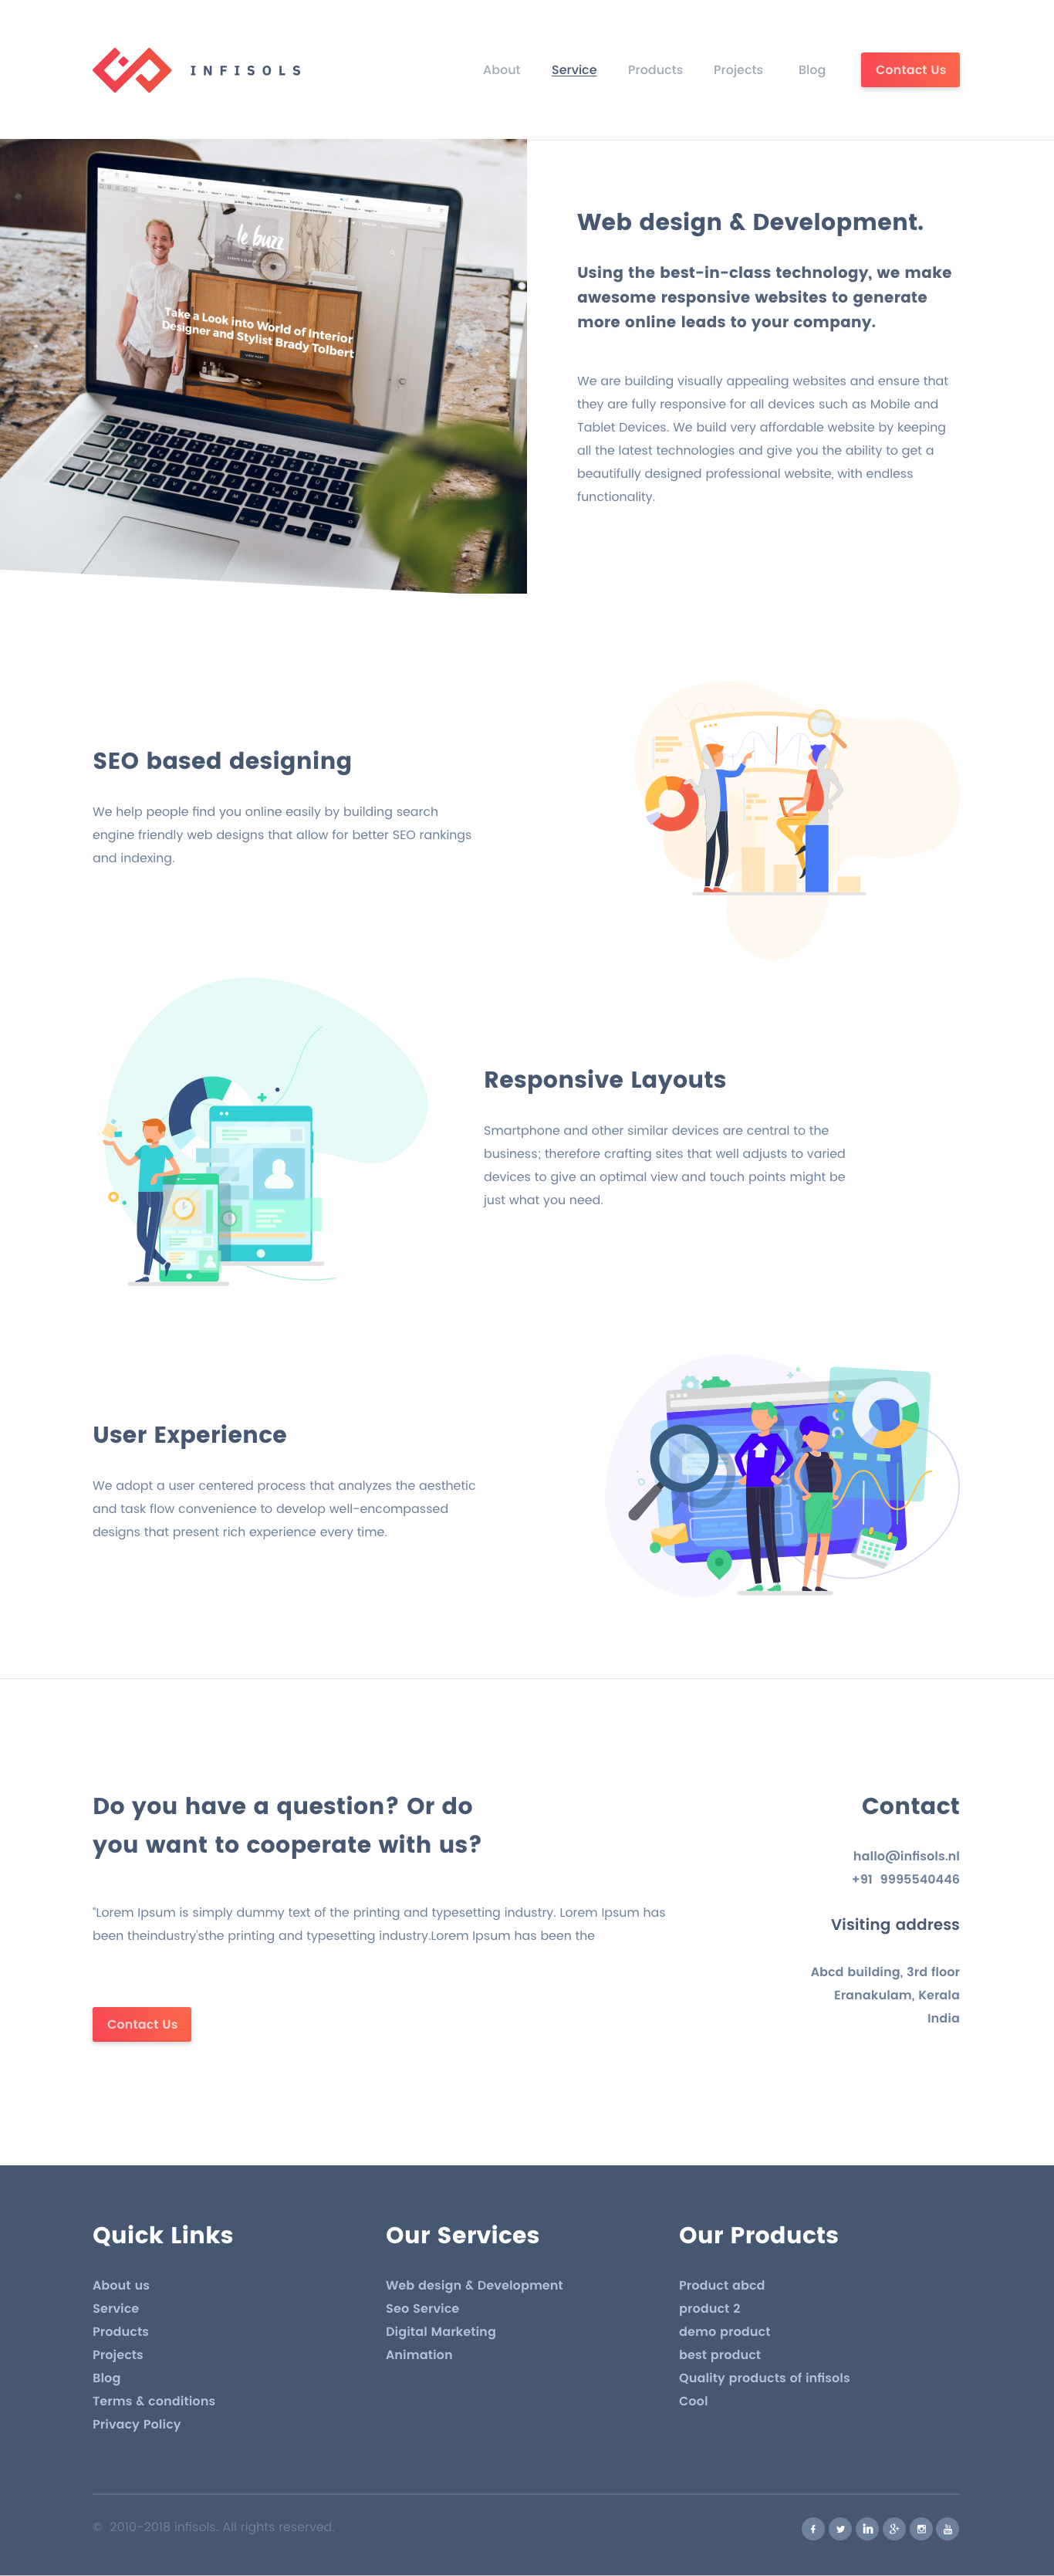 INFISOLS
About Service Products Projects Blog Contact Us
le buzz
Take a Look into World of Interior
Designer and Stylist Brady Tolbert
VIEW POST
Web design & Development.
Using the best-in-class technology, we make
awesome responsive websites to generate
more online leads to your company.
We are building visually appealing websites and ensure that
they are fully responsive for all devices such as Mobile and
Tablet Devices. We build very affordable website by keeping
all the latest technologies and give you the ability to get a
beautifully designed professional website, with endless
functionality.
SEO based designing
We help people find you online easily by building search
engine friendly web designs that allow for better SEO rankings
and indexing.
Responsive Layouts
Smartphone and other similar devices are central to the
business; therefore crafting sites that well adjusts to varied
devices to give an optimal view and touch points might be
just what you need.
User Experience
We adopt a user centered process that analyzes the aesthetic
and task flow convenience to develop well-encompassed
designs that present rich experience every time.
Do you have a question? Or do
you want to cooperate with us?
"Lorem Ipsum is simply dummy text of the printing and typesetting industry. Lorem Ipsum has
been theindustry'sthe printing and typesetting industry.Lorem Ipsum has been the
Contact Us
Contact
hallo@infisols.nl
+91 9995540446
Visiting address
Abcd building, 3rd floor
Eranakulam, Kerala
India
Quick Links
About us
Service
Products
Projects
Blog
Terms & conditions
Privacy Policy
Our Services
Web design & Development
Seo Service
Digital Marketing
Animation
Our Products
Product abcd
product 2
demo product
best product
Quality products of infisols
Cool
© 2010-2018 infisols. All rights reserved.